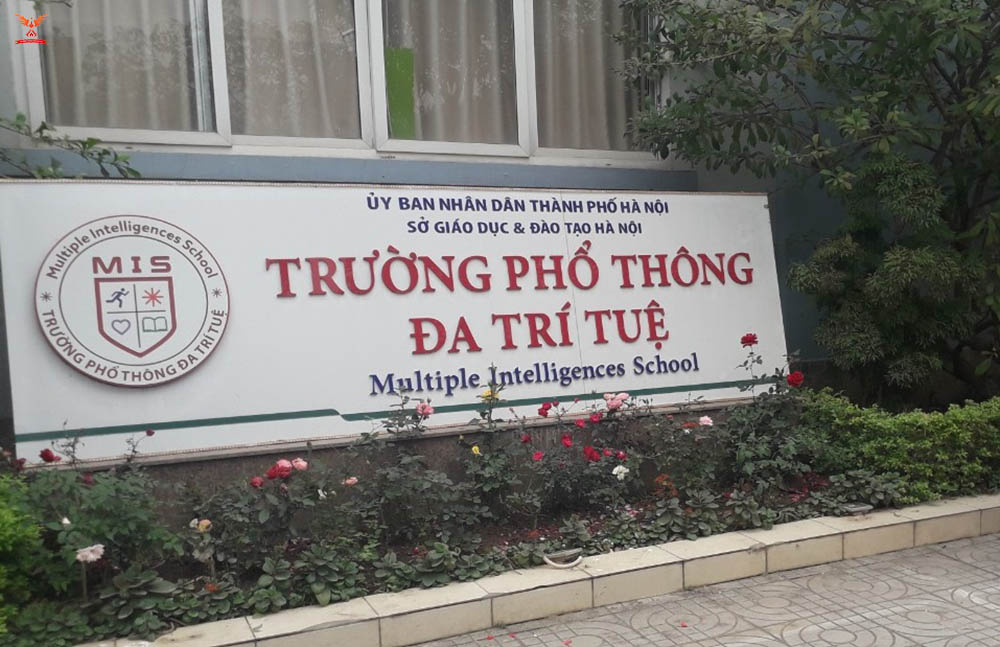 ỦY BAN NHÂN DÂN THÀNH PHỐ HÀ NỘI
SỞ GIÁO DỤC & ĐÀO TẠO HÀ NỘI
TRƯỜNG PHỔ THÔNG
ĐA TRÍ TUỆ
Multiple Intelligences School
Multiple Intelligences School
MIS
TRƯỜNG PHỔ THÔNG ĐA TRÍ TUỆ